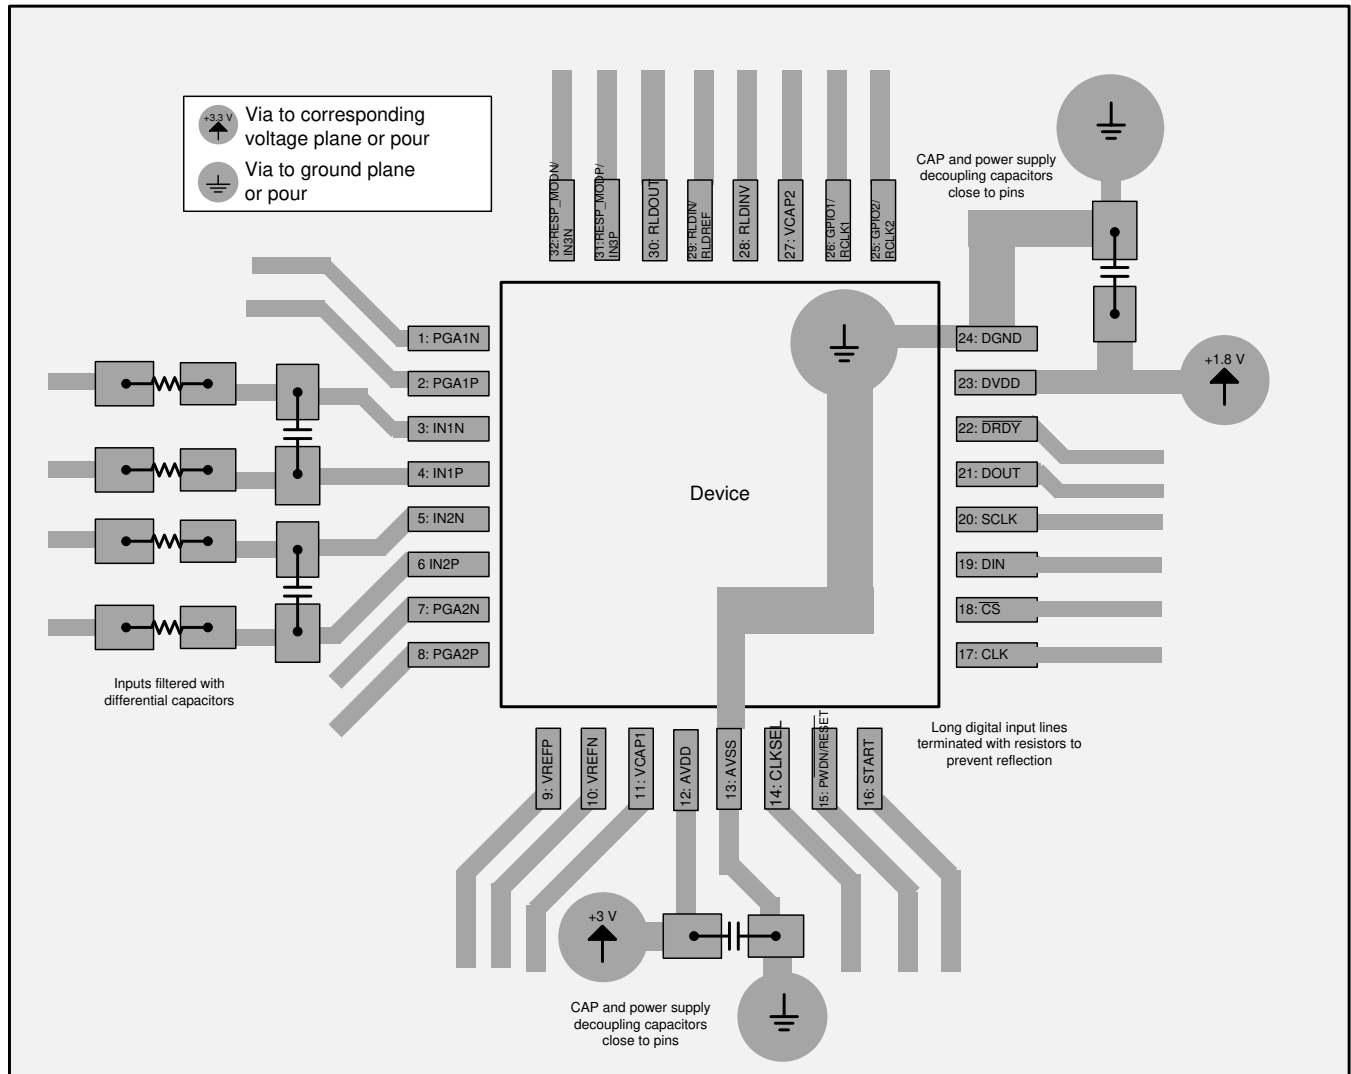 +3.3 V
Via to corresponding
voltage plane or pour
Via to ground plane
or pour
32:RESP_MODN/
IN3N
31:RESP_MODP/
IN3P
30: RLDOUT
29: RLDIN/
RLDREF
28: RLDINV
27: VCAP2
26: GPIO1/
RCLK1
25: GPIO2/
RCLK2
CAP and power supply
decoupling capacitors
close to pins
1: PGA1N
2: PGA1P
3: IN1N
4: IN1P
5: IN2N
6 IN2P
7: PGA2N
8: PGA2P
Inputs filtered with
differential capacitors
Device
24: DGND
23: DVDD
22: DRDY
21: DOUT
20: SCLK
19: DIN
18: CS
17: CLK
+1.8 V
Long digital input lines
terminated with resistors to
prevent reflection
9: VREFP
10: VREFN
11: VCAP1
12: AVDD
13: AVSS
14: CLKSEL
15: PWDN/RESET
16: START
+3 V
CAP and power supply
decoupling capacitors
close to pins